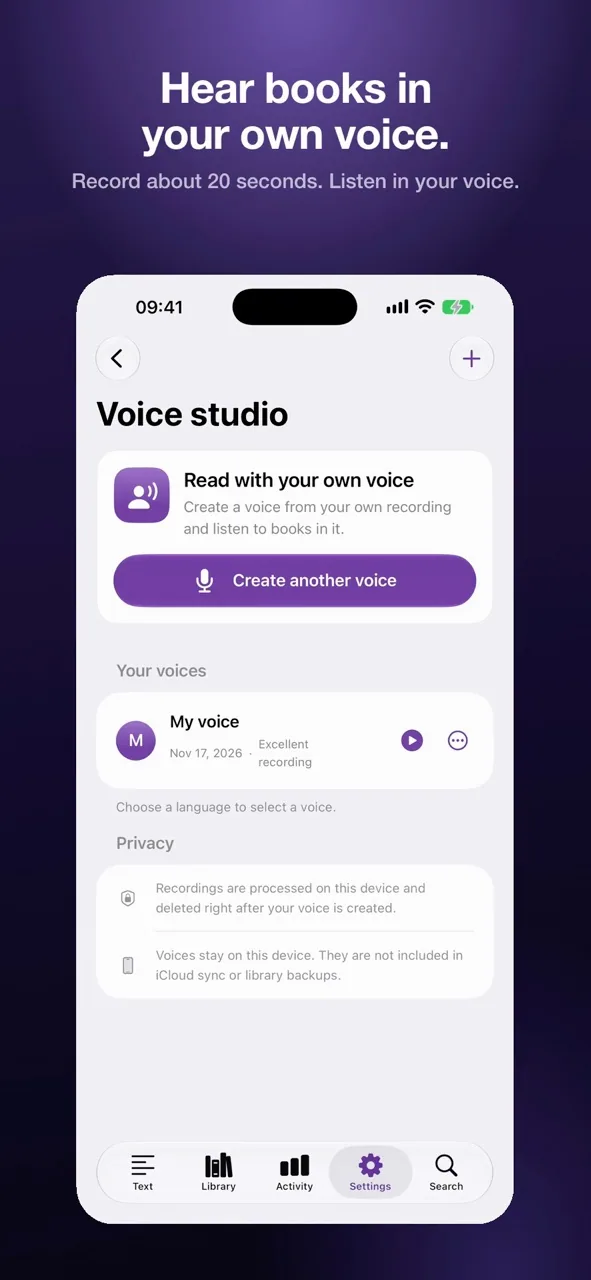 Hear books in
your own voice.
Record about 20 seconds. Listen in your voice.
09:41
Voice studio
Read with your own voice
Create a voice from your own recording
and listen to books in it.
Create another voice
Your voices
M
My voice
Nov 17, 2026 · Excellent
recording
Choose a language to select a voice.
Privacy
Recordings are processed on this device and
deleted right after your voice is created.
Voices stay on this device. They are not included in
iCloud sync or library backups.
Text
Library
Activity
Settings
Search